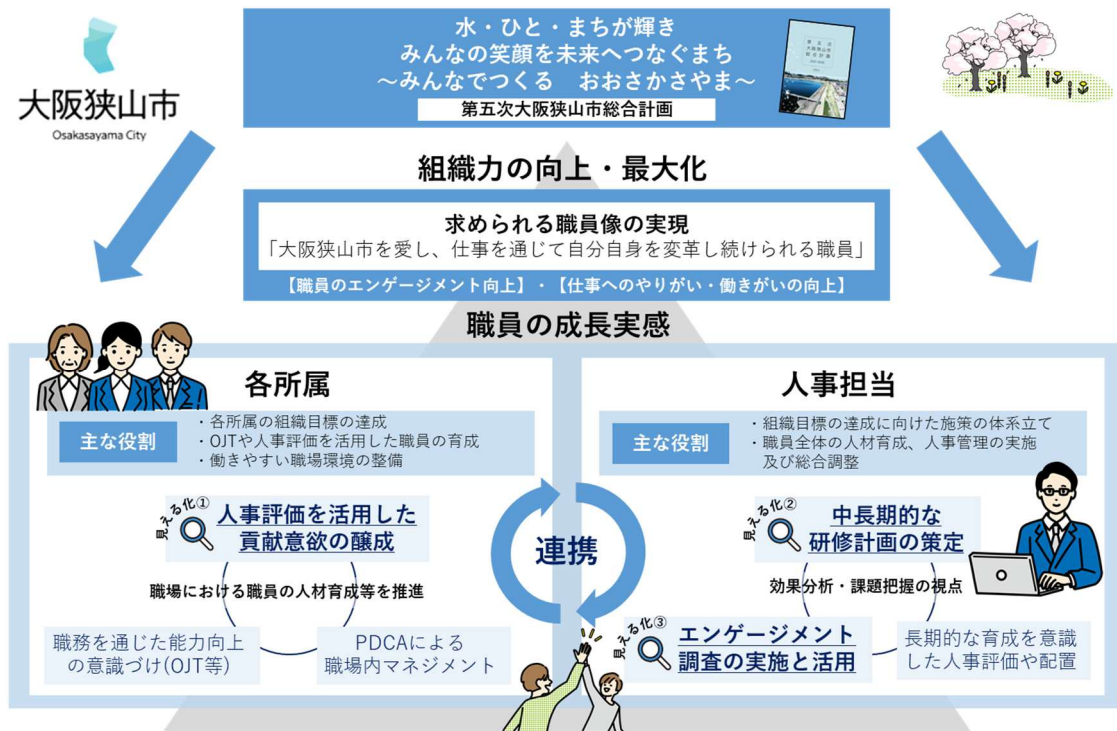 大阪狭山市
Osakasayama City
水・ひと・まちが輝き
みんなの笑顔を未来へつなぐまち
～みんなでつくる　おおさかさやま～
第五次大阪狭山市総合計画
組織力の向上・最大化
求められる職員像の実現
「大阪狭山市を愛し、仕事を通じて自分自身を変革し続けられる職員」
【職員のエンゲージメント向上】・【仕事へのやりがい・働きがいの向上】
職員の成長実感
各所属
主な役割
・各所属の組織目標の達成
・OJTや人事評価を活用した職員の育成
・働きやすい職場環境の整備
見える化①
人事評価を活用した
貢献意欲の醸成
職場における職員の人材育成等を推進
職務を通じた能力向上
の意識づけ(OJT等)
PDCAによる
職場内マネジメント
連携
人事担当
主な役割
・組織目標の達成に向けた施策の体系立て
・職員全体の人材育成、人事管理の実施
及び総合調整
見える化②
中長期的な
研修計画の策定
効果分析・課題把握の視点
見える化③
エンゲージメント
調査の実施と活用
長期的な育成を意識
した人事評価や配置